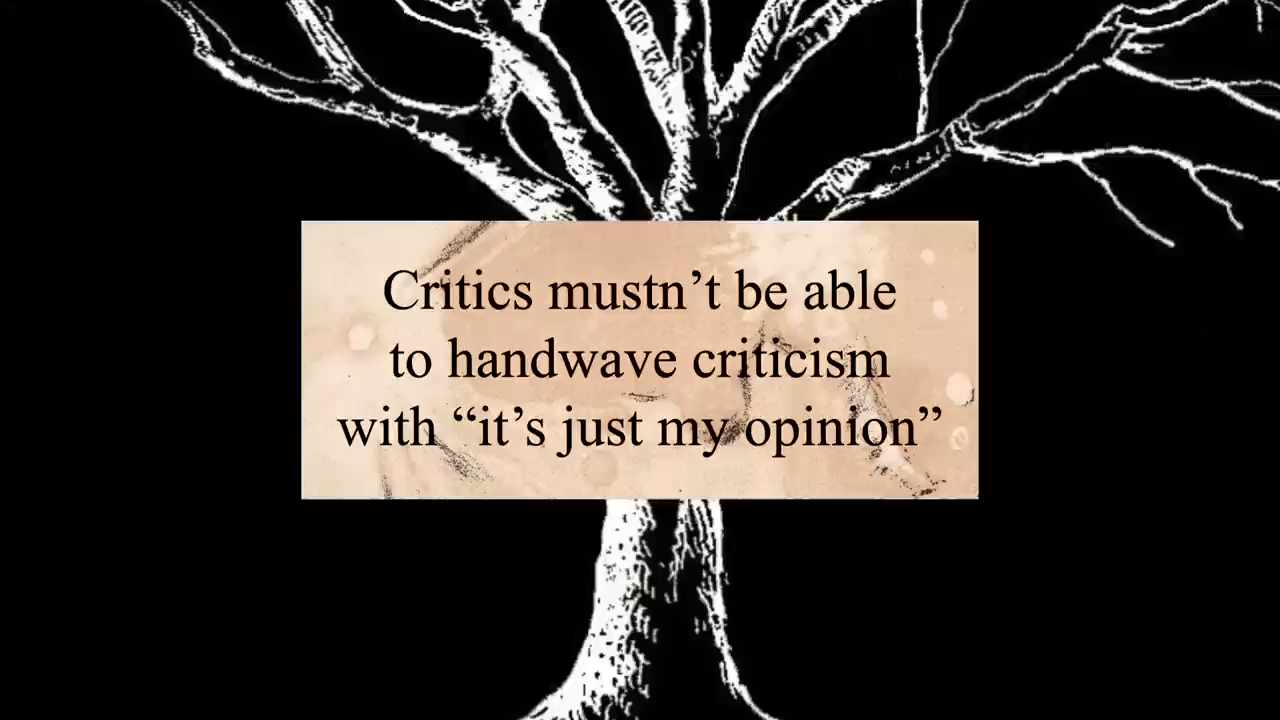 Critics mustn’t be able
to handwave criticism
with “it’s just my opinion”